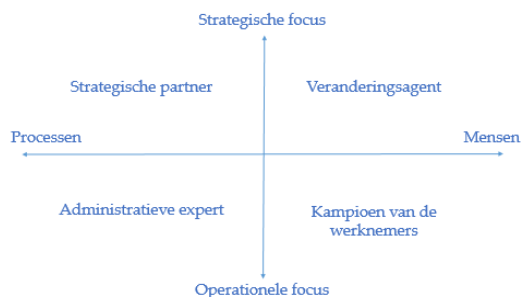 Strategische focus
Strategische partner
Veranderingsagent
Processen
Mensen
Administratieve expert
Kampioen van de
werknemers
Operationele focus